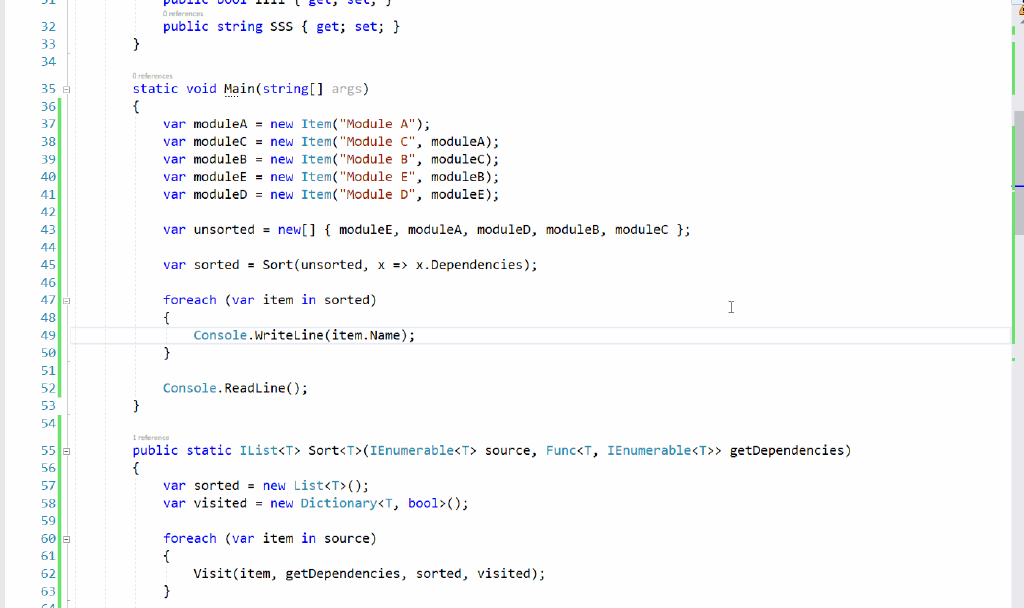 31 public bool IIII { get; set; }
0 references
32 public string SSS { get; set; }
33 }
34
0 references
35 static void Main(string[] args)
36 {
37 var moduleA = new Item("Module A");
38 var moduleC = new Item("Module C", moduleA);
39 var moduleB = new Item("Module B", moduleC);
40 var moduleE = new Item("Module E", moduleB);
41 var moduleD = new Item("Module D", moduleE);
42
43 var unsorted = new[] { moduleE, moduleA, moduleD, moduleB, moduleC };
44
45 var sorted = Sort(unsorted, x => x.Dependencies);
46
47 foreach (var item in sorted)
48 {
49 Console.WriteLine(item.Name);
50 }
51
52 Console.ReadLine();
53 }
54
1 reference
55 public static IList<T> Sort<T>(IEnumerable<T> source, Func<T, IEnumerable<T>> getDependencies)
56 {
57 var sorted = new List<T>();
58 var visited = new Dictionary<T, bool>();
59
60 foreach (var item in source)
61 {
62 Visit(item, getDependencies, sorted, visited);
63 }
64